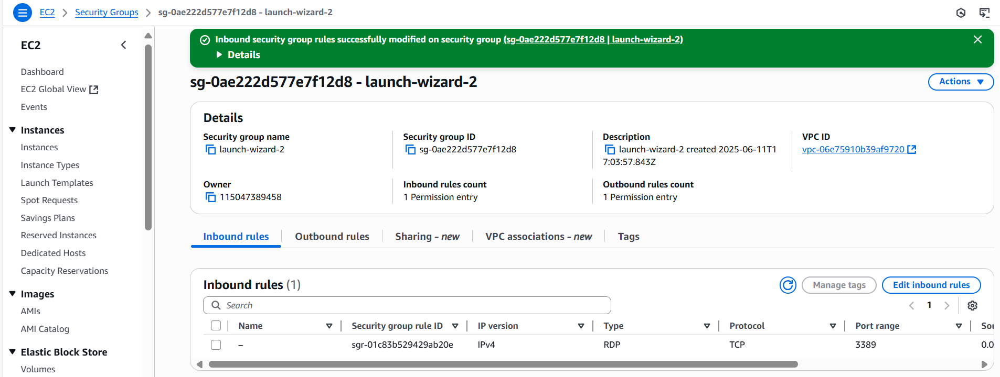 EC2 > Security Groups > sg-0ae222d577e7f12d8 - launch-wizard-2
EC2
Dashboard
EC2 Global View
Events
Instances
Instances
Instance Types
Launch Templates
Spot Requests
Savings Plans
Reserved Instances
Dedicated Hosts
Capacity Reservations
Images
AMIs
AMI Catalog
Elastic Block Store
Volumes
Inbound security group rules successfully modified on security group (sg-0ae222d577e7f12d8 | launch-wizard-2)
Details
sg-0ae222d577e7f12d8 - launch-wizard-2
Actions
Details
Security group name
launch-wizard-2
Security group ID
sg-0ae222d577e7f12d8
Description
launch-wizard-2 created 2025-06-11T1
7:03:57.843Z
VPC ID
vpc-06e75910b39af9720
Owner
115047389458
Inbound rules count
1 Permission entry
Outbound rules count
1 Permission entry
Inbound rules Outbound rules Sharing - new VPC associations - new Tags
Inbound rules (1)
Manage tags Edit inbound rules
Search
1
Name Security group rule ID IP version Type Protocol Port range
– sgr-01c83b529429ab20e IPv4 RDP TCP 3389